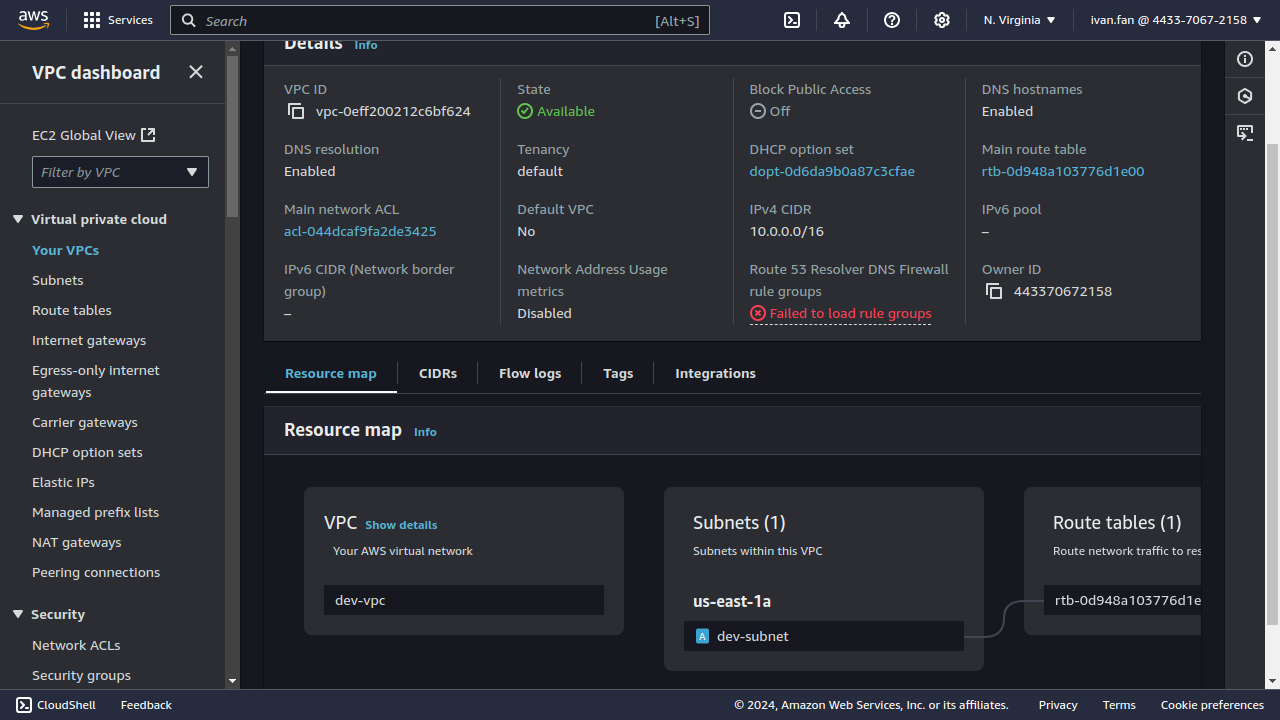 aws
Services
Search
[Alt+S]
N. Virginia
ivan.fan @ 4433-7067-2158
VPC dashboard
EC2 Global View
Filter by VPC
Virtual private cloud
Your VPCs
Subnets
Route tables
Internet gateways
Egress-only internet
gateways
Carrier gateways
DHCP option sets
Elastic IPs
Managed prefix lists
NAT gateways
Peering connections
Security
Network ACLs
Security groups
Details Info
VPC ID
vpc-0eff200212c6bf624
State
Available
Block Public Access
Off
DNS hostnames
Enabled
DNS resolution
Enabled
Tenancy
default
DHCP option set
dopt-0d6da9b0a87c3cfae
Main route table
rtb-0d948a103776d1e00
Main network ACL
acl-044dcaf9fa2de3425
Default VPC
No
IPv4 CIDR
10.0.0.0/16
IPv6 pool
–
IPv6 CIDR (Network border
group)
–
Network Address Usage
metrics
Disabled
Route 53 Resolver DNS Firewall
rule groups
Failed to load rule groups
Owner ID
443370672158
Resource map
CIDRs
Flow logs
Tags
Integrations
Resource map Info
VPC Show details
Your AWS virtual network
dev-vpc
Subnets (1)
Subnets within this VPC
us-east-1a
A dev-subnet
Route tables (1)
Route network traffic to res
rtb-0d948a103776d1e
CloudShell
Feedback
© 2024, Amazon Web Services, Inc. or its affiliates.
Privacy
Terms
Cookie preferences